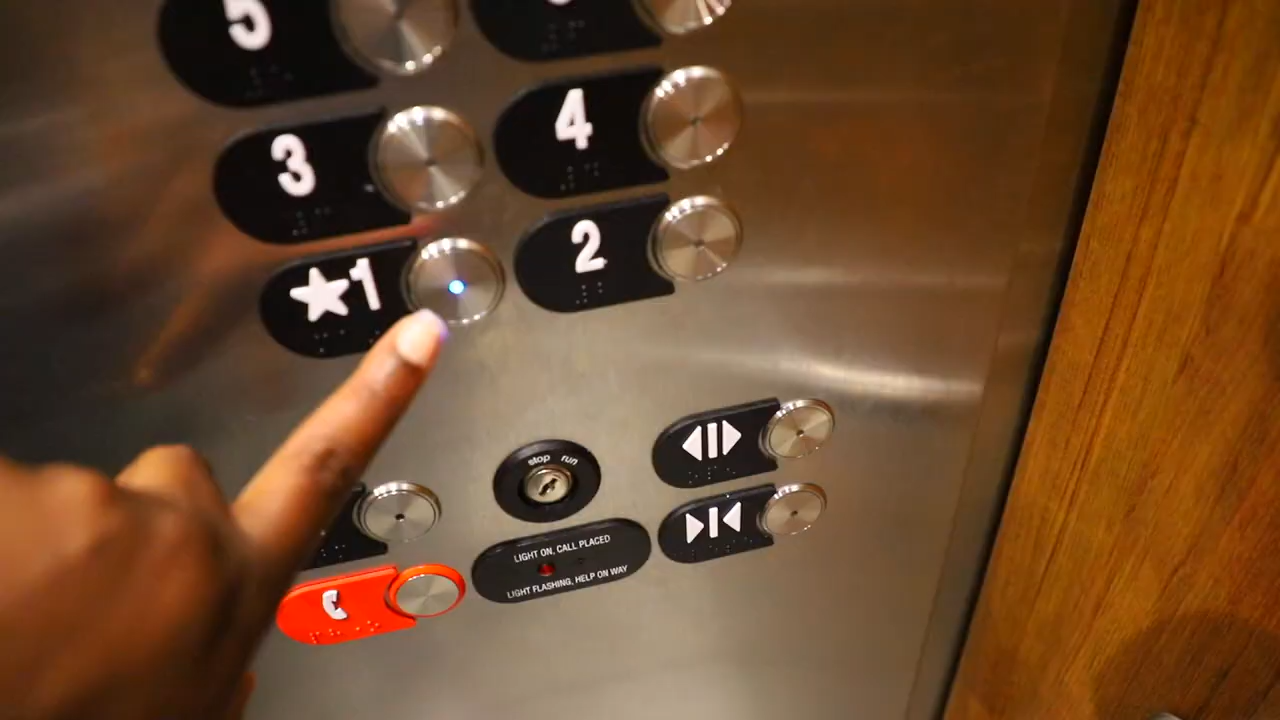 5
3 4
★1 2
stop run
LIGHT ON, CALL PLACED
LIGHT FLASHING, HELP ON WAY